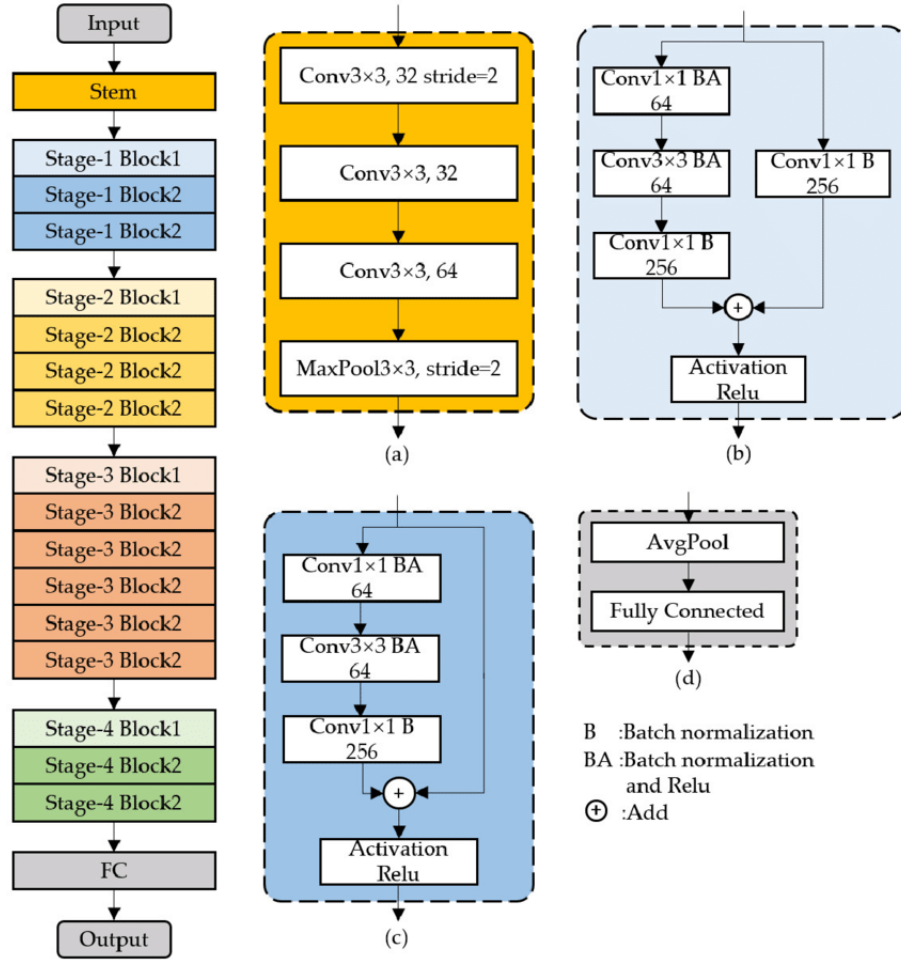 Input
Stem
Stage-1 Block1
Stage-1 Block2
Stage-1 Block2
Stage-2 Block1
Stage-2 Block2
Stage-2 Block2
Stage-2 Block2
Stage-3 Block1
Stage-3 Block2
Stage-3 Block2
Stage-3 Block2
Stage-3 Block2
Stage-3 Block2
Stage-4 Block1
Stage-4 Block2
Stage-4 Block2
FC
Output
Conv3×3, 32 stride=2
Conv3×3, 32
Conv3×3, 64
MaxPool3×3, stride=2
(a)
Conv1×1 BA
64
Conv3×3 BA
64
Conv1×1 B
256
Conv1×1 B
256
+
Activation
Relu
(b)
Conv1×1 BA
64
Conv3×3 BA
64
Conv1×1 B
256
+
Activation
Relu
(c)
AvgPool
Fully Connected
(d)
B :Batch normalization
BA :Batch normalization
and Relu
⊕ :Add